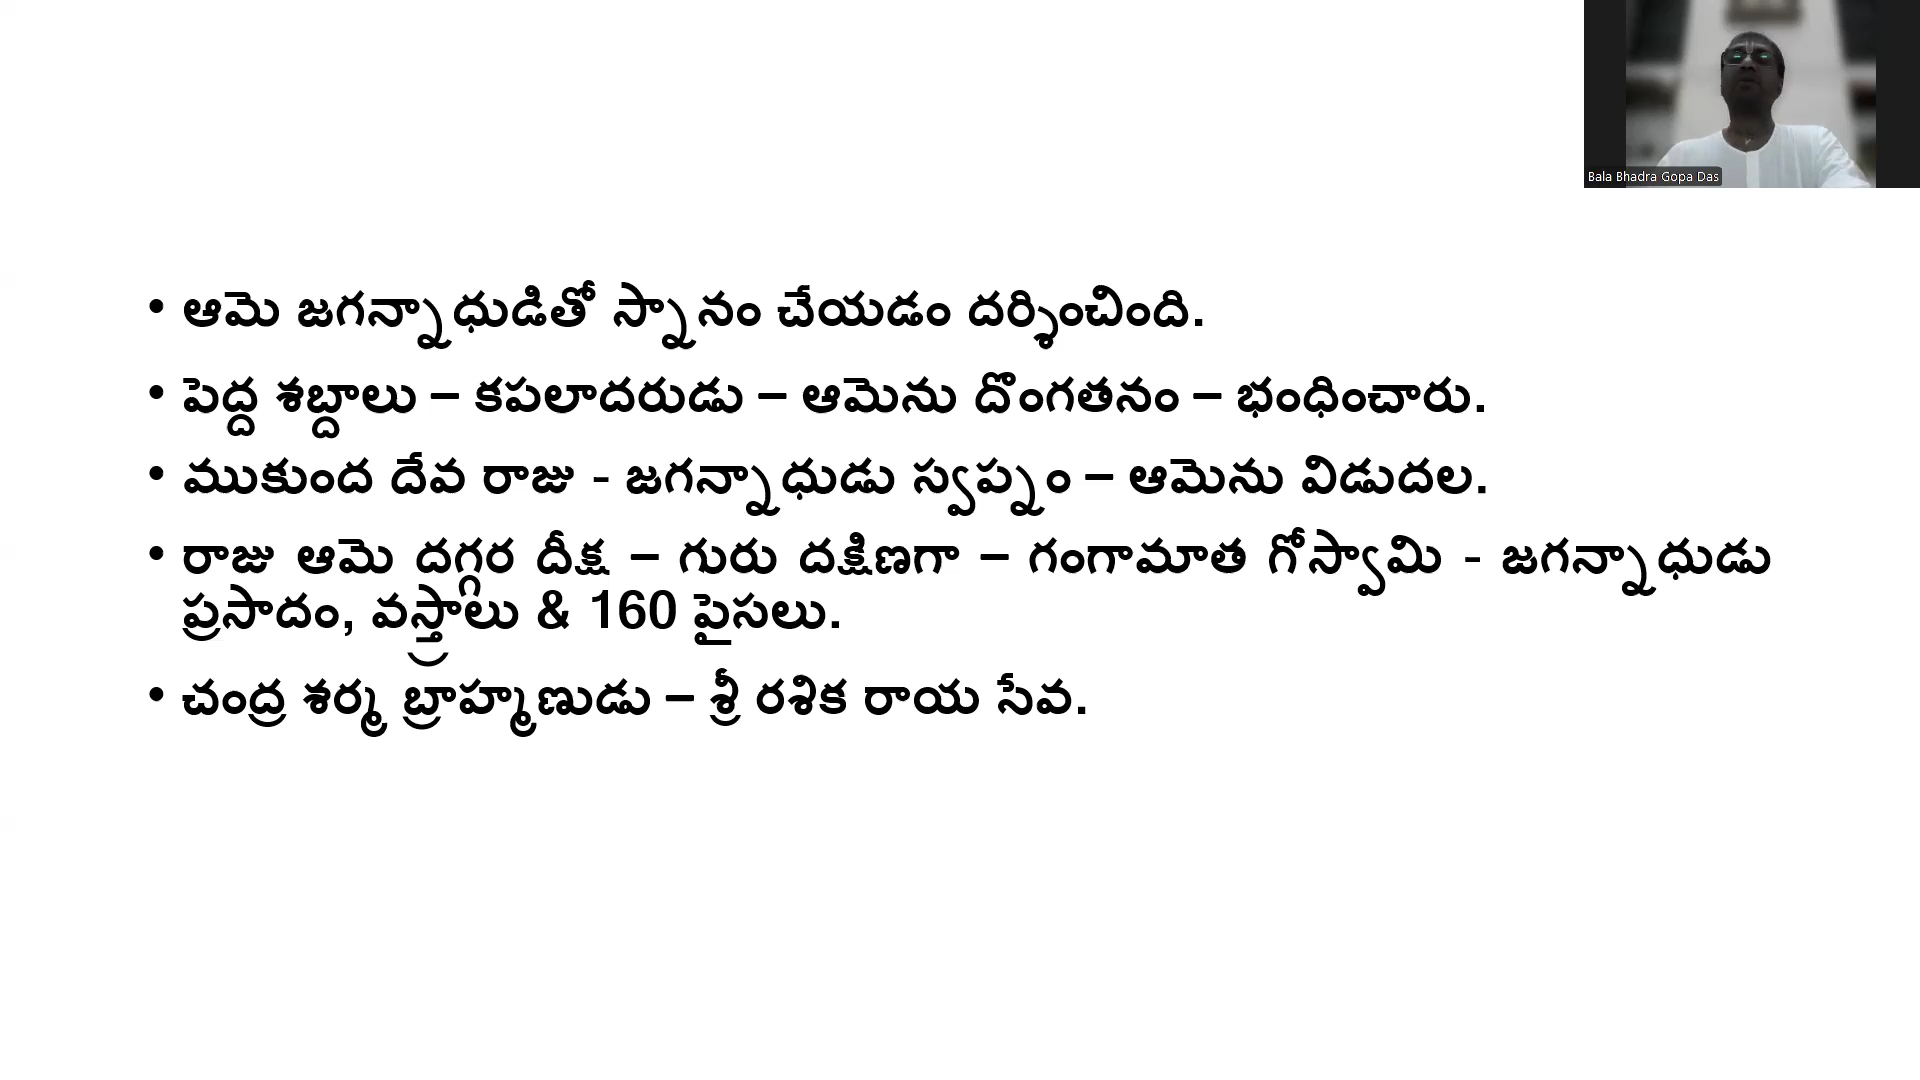 Bala Bhadra Gopa Das
• ఆమె జగన్నాధుడితో స్నానం చేయడం దర్శించింది.
• పెద్ద శబ్దాలు – కపలాదరుడు – ఆమెను దొంగతనం – భంధించారు.
• ముకుంద దేవ రాజు - జగన్నాధుడు స్వప్నం – ఆమెను విడుదల.
• రాజు ఆమె దగ్గర దీక్ష – గురు దక్షిణగా – గంగామాత గోస్వామి - జగన్నాధుడు
ప్రసాదం, వస్త్రాలు & 160 పైసలు.
• చంద్ర శర్మ బ్రాహ్మణుడు – శ్రీ రశిక రాయ సేవ.